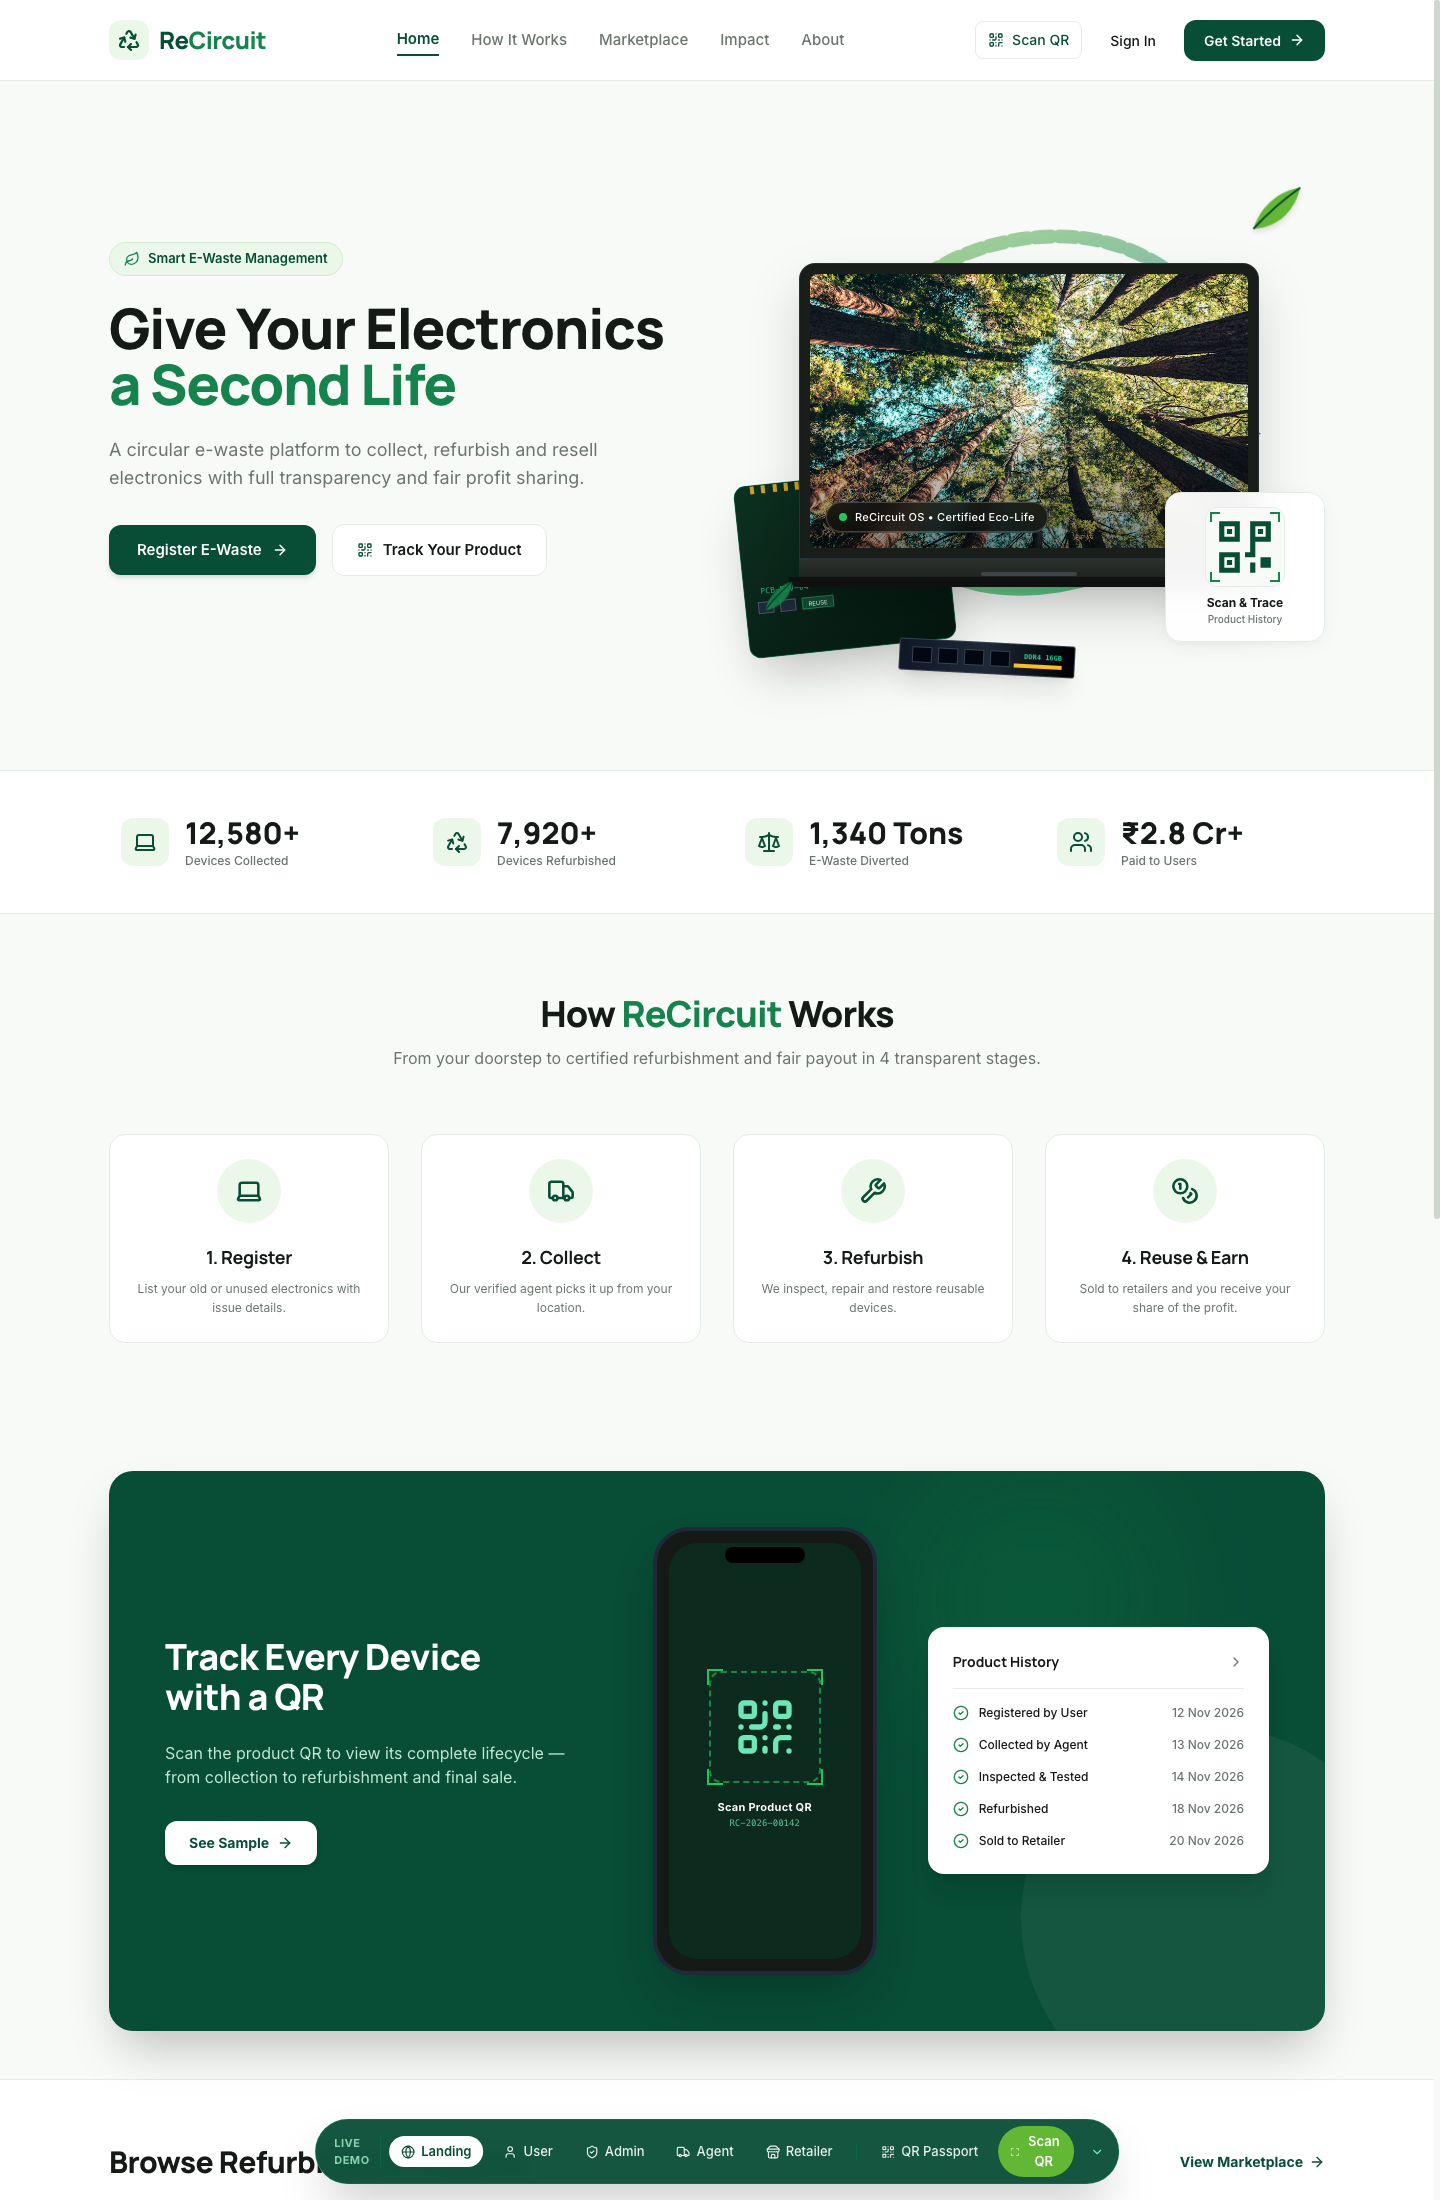 ReCircuit
Home
How It Works
Marketplace
Impact
About
Scan QR
Sign In
Get Started
Smart E-Waste Management
Give Your Electronics
a Second Life
A circular e-waste platform to collect, refurbish and resell
electronics with full transparency and fair profit sharing.
Register E-Waste
Track Your Product
ReCircuit OS • Certified Eco-Life
REUSE
DDR4 16GB
Scan & Trace
Product History
12,580+
Devices Collected
7,920+
Devices Refurbished
1,340 Tons
E-Waste Diverted
₹2.8 Cr+
Paid to Users
How ReCircuit Works
From your doorstep to certified refurbishment and fair payout in 4 transparent stages.
1. Register
List your old or unused electronics with
issue details.
2. Collect
Our verified agent picks it up from your
location.
3. Refurbish
We inspect, repair and restore reusable
devices.
4. Reuse & Earn
Sold to retailers and you receive your
share of the profit.
Track Every Device
with a QR
Scan the product QR to view its complete lifecycle —
from collection to refurbishment and final sale.
See Sample
Scan Product QR
RC-2026-00142
Product History
Registered by User 12 Nov 2026
Collected by Agent 13 Nov 2026
Inspected & Tested 14 Nov 2026
Refurbished 18 Nov 2026
Sold to Retailer 20 Nov 2026
Browse
View Marketplace
LIVE
DEMO
Landing
User
Admin
Agent
Retailer
QR Passport
Scan
QR